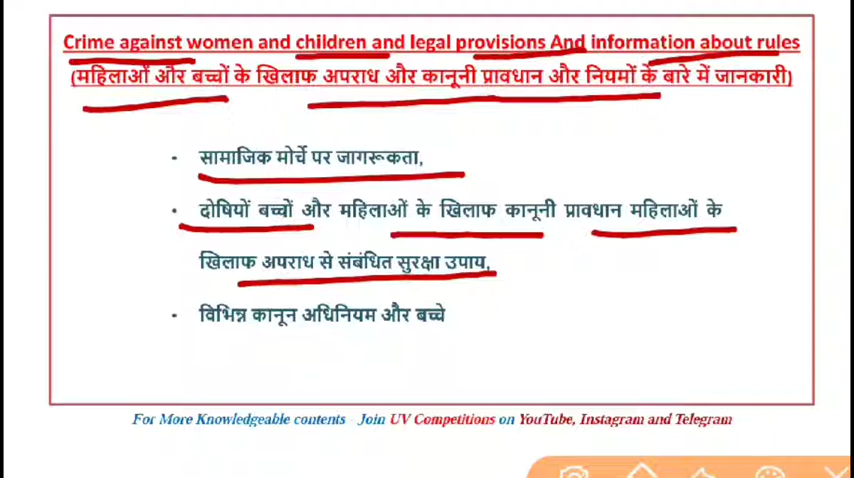 Crime against women and children and legal provisions And information about rules
(महिलाओं और बच्चों के खिलाफ अपराध और कानूनी प्रावधान और नियमों के बारे में जानकारी)
• सामाजिक मोर्चे पर जागरूकता,
• दोषियों बच्चों और महिलाओं के खिलाफ कानूनी प्रावधान महिलाओं के
खिलाफ अपराध से संबंधित सुरक्षा उपाय,
• विभिन्न कानून अधिनियम और बच्चे
For More Knowledgeable contents - Join UV Competitions on YouTube, Instagram and Telegram